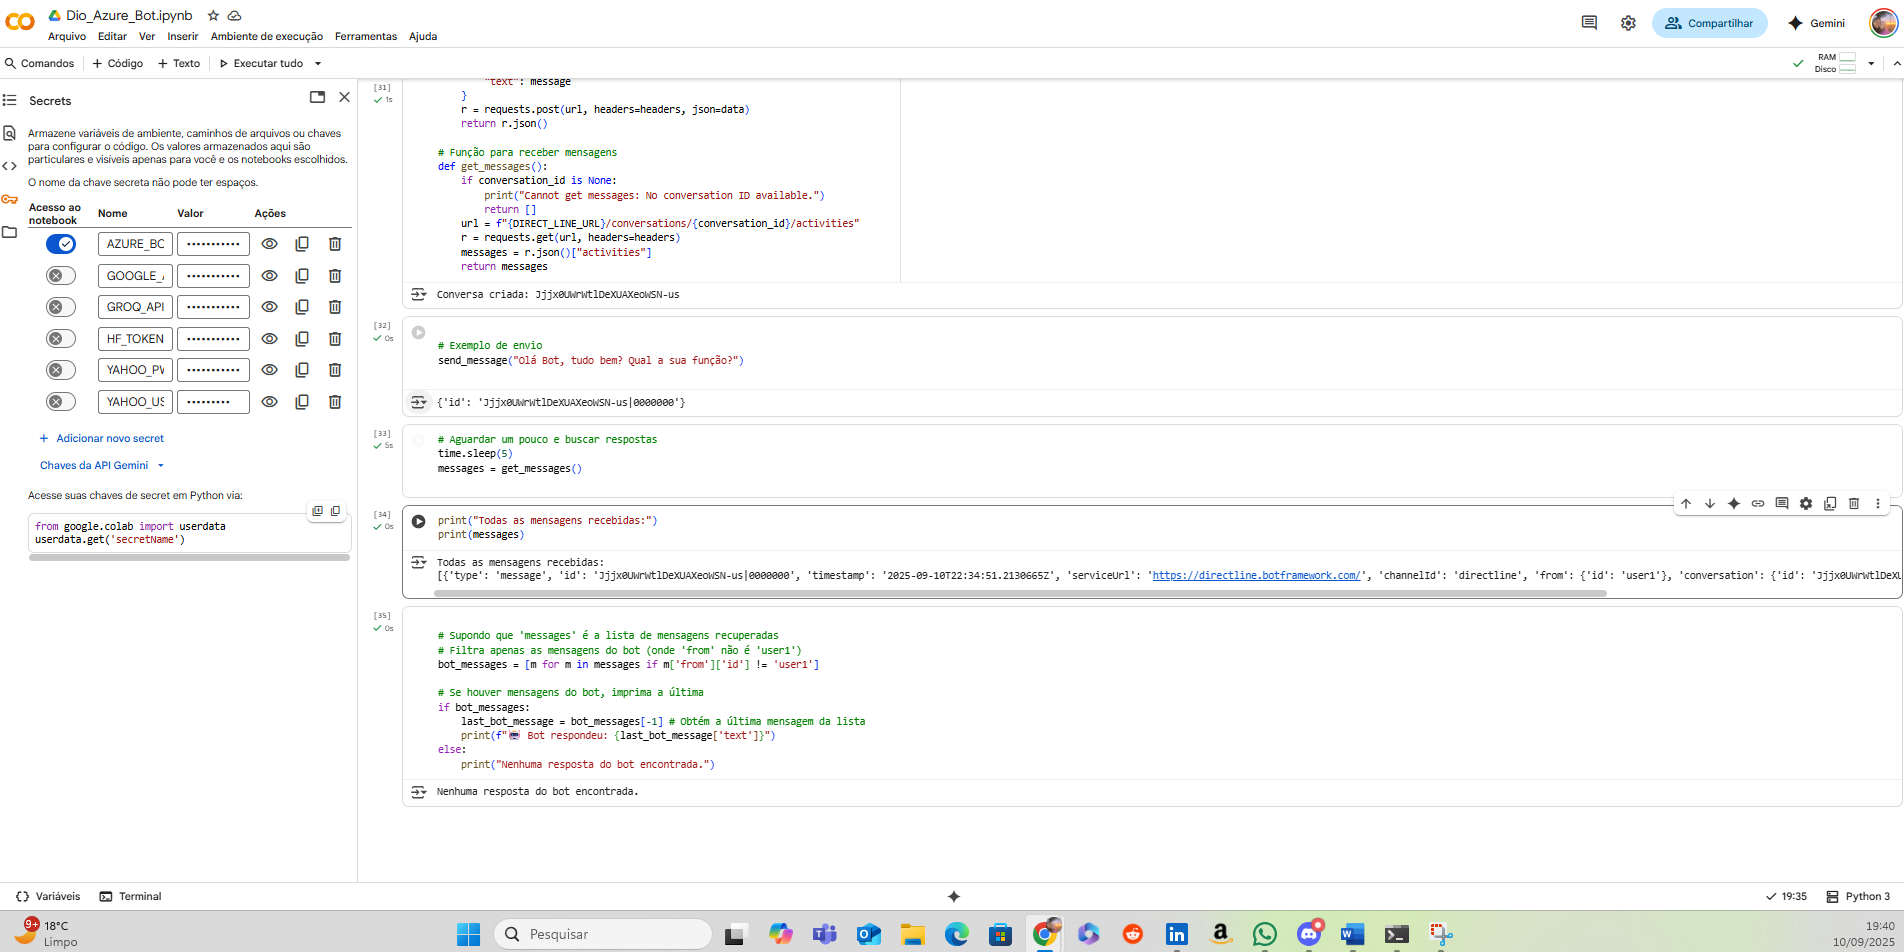 Dio_Azure_Bot.ipynb
Arquivo Editar Ver Inserir Ambiente de execução Ferramentas Ajuda
Compartilhar
Gemini
Comandos + Código + Texto Executar tudo
RAM
Disco
Secrets
Armazene variáveis de ambiente, caminhos de arquivos ou chaves
para configurar o código. Os valores armazenados aqui são
particulares e visíveis apenas para você e os notebooks escolhidos.
O nome da chave secreta não pode ter espaços.
Acesso ao
notebook
Nome Valor Ações
AZURE_BC •••••••••••
GOOGLE_ •••••••••••
GROQ_API •••••••••••
HF_TOKEN •••••••••••
YAHOO_PW •••••••••••
YAHOO_US •••••••••
+ Adicionar novo secret
Chaves da API Gemini
Acesse suas chaves de secret em Python via:
from google.colab import userdata
userdata.get('secretName')
[31]
1s
"text": message
}
r = requests.post(url, headers=headers, json=data)
return r.json()
# Função para receber mensagens
def get_messages():
if conversation_id is None:
print("Cannot get messages: No conversation ID available.")
return []
url = f"{DIRECT_LINE_URL}/conversations/{conversation_id}/activities"
r = requests.get(url, headers=headers)
messages = r.json()["activities"]
return messages
Conversa criada: Jjjx0UWrWtlDeXUAXeoWSN-us
[32]
0s
# Exemplo de envio
send_message("Olá Bot, tudo bem? Qual a sua função?")
{'id': 'Jjjx0UWrWtlDeXUAXeoWSN-us|0000000'}
[33]
5s
# Aguardar um pouco e buscar respostas
time.sleep(5)
messages = get_messages()
[34]
0s
print("Todas as mensagens recebidas:")
print(messages)
Todas as mensagens recebidas:
[{'type': 'message', 'id': 'Jjjx0UWrWtlDeXUAXeoWSN-us|0000000', 'timestamp': '2025-09-10T22:34:51.2130665Z', 'serviceUrl': 'https://directline.botframework.com/', 'channelId': 'directline', 'from': {'id': 'user1'}, 'conversation': {'id': 'Jjjx0UWrWtlDeXU
[35]
0s
# Supondo que 'messages' é a lista de mensagens recuperadas
# Filtra apenas as mensagens do bot (onde 'from' não é 'user1')
bot_messages = [m for m in messages if m['from']['id'] != 'user1']
# Se houver mensagens do bot, imprima a última
if bot_messages:
last_bot_message = bot_messages[-1] # Obtém a última mensagem da lista
print(f"🤖 Bot respondeu: {last_bot_message['text']}")
else:
print("Nenhuma resposta do bot encontrada.")
Nenhuma resposta do bot encontrada.
Variáveis Terminal
19:35 Python 3
9+
18°C
Limpo
Pesquisar
19:40
10/09/2025